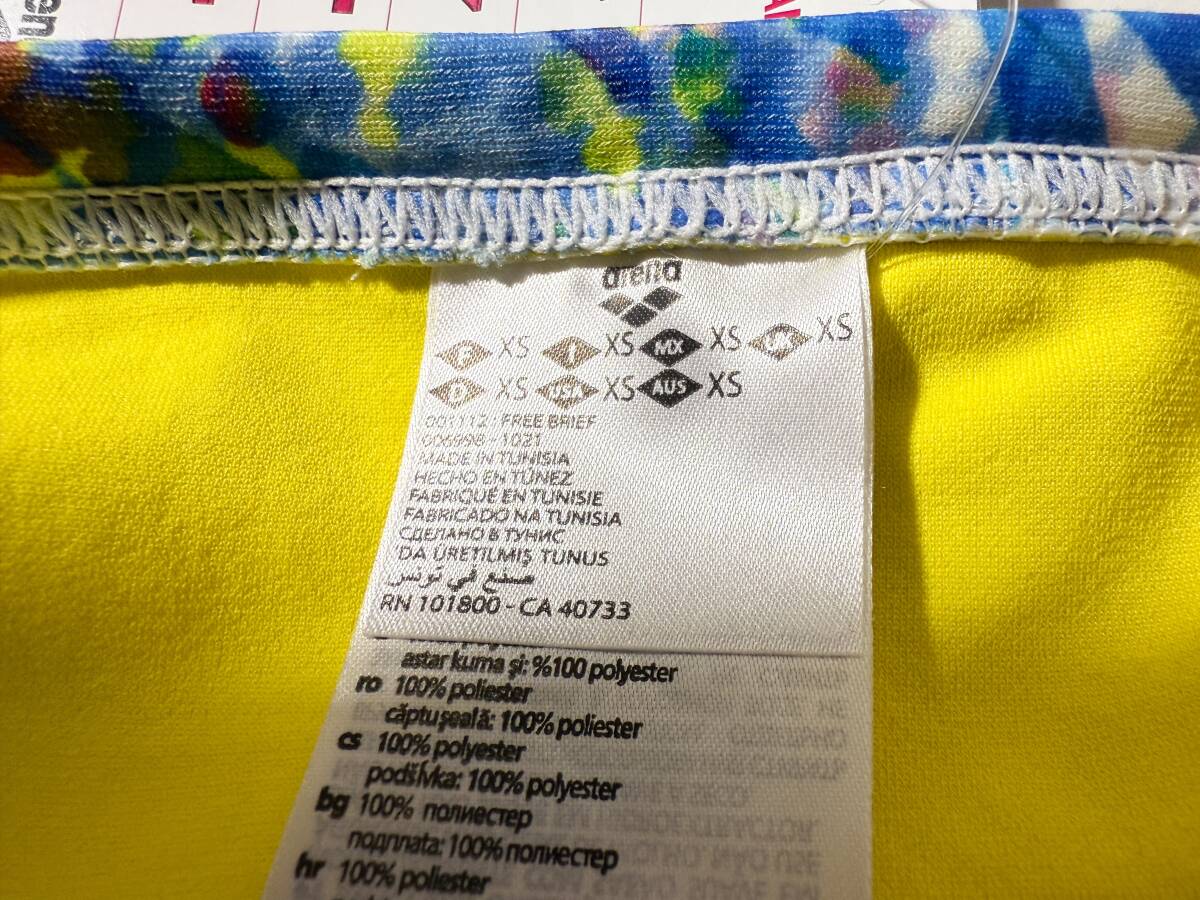 en
arena
F XS I XS MX XS UK XS
D XS USA XS AUS XS
001112 - FREE BRIEF
006998 - 1021
MADE IN TUNISIA
HECHO EN TÚNEZ
FABRIQUÉ EN TUNISIE
FABRICADO NA TUNISIA
СДЕЛАНО В ТУНИС
'DA ÜRETILMIŞ TUNUS
صنع في تونس
RN 101800 - CA 40733
astar kuma şi: %100 polyester
ro 100% poliester
căptuşeală: 100% poliester
cs 100% polyester
podšívka: 100% polyester
bg 100% полиестер
подплата: 100% полиестер
hr 100% poliester